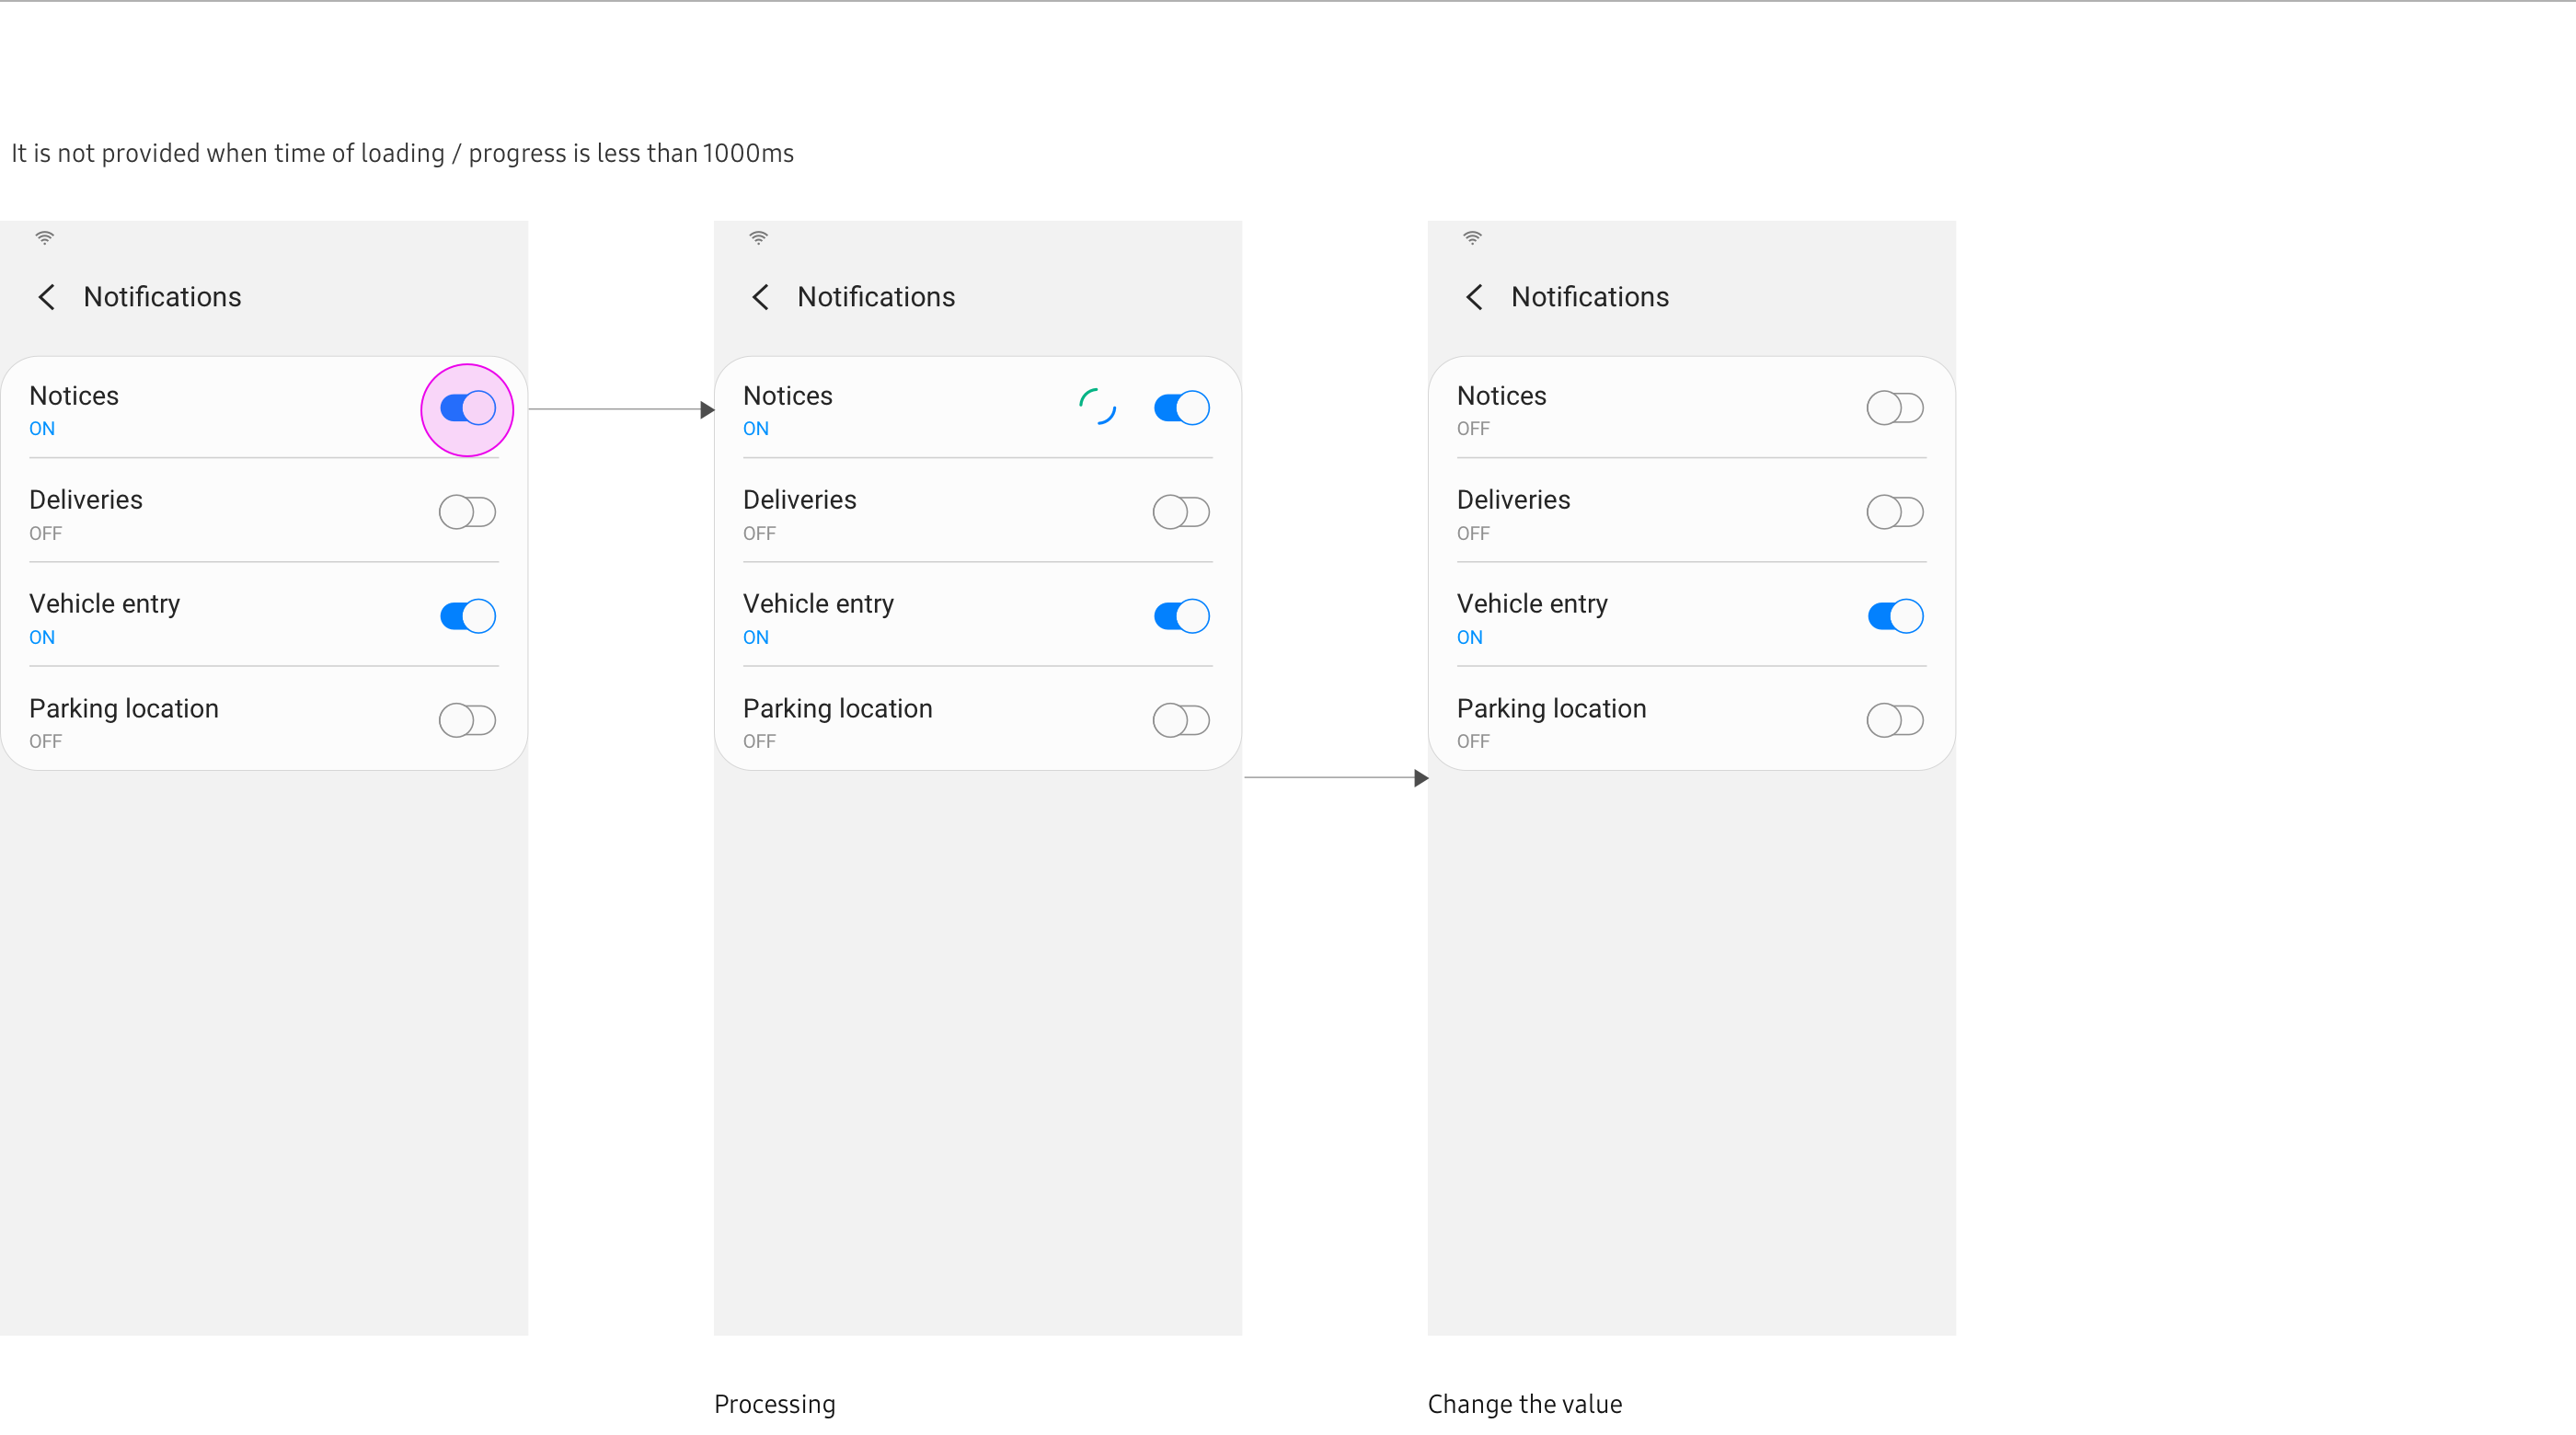 It is not provided when time of loading / progress is less than 1000ms
Notifications
Notices
ON
Deliveries
OFF
Vehicle entry
ON
Parking location
OFF
Notifications
Notices
ON
Deliveries
OFF
Vehicle entry
ON
Parking location
OFF
Processing
Notifications
Notices
OFF
Deliveries
OFF
Vehicle entry
ON
Parking location
OFF
Change the value